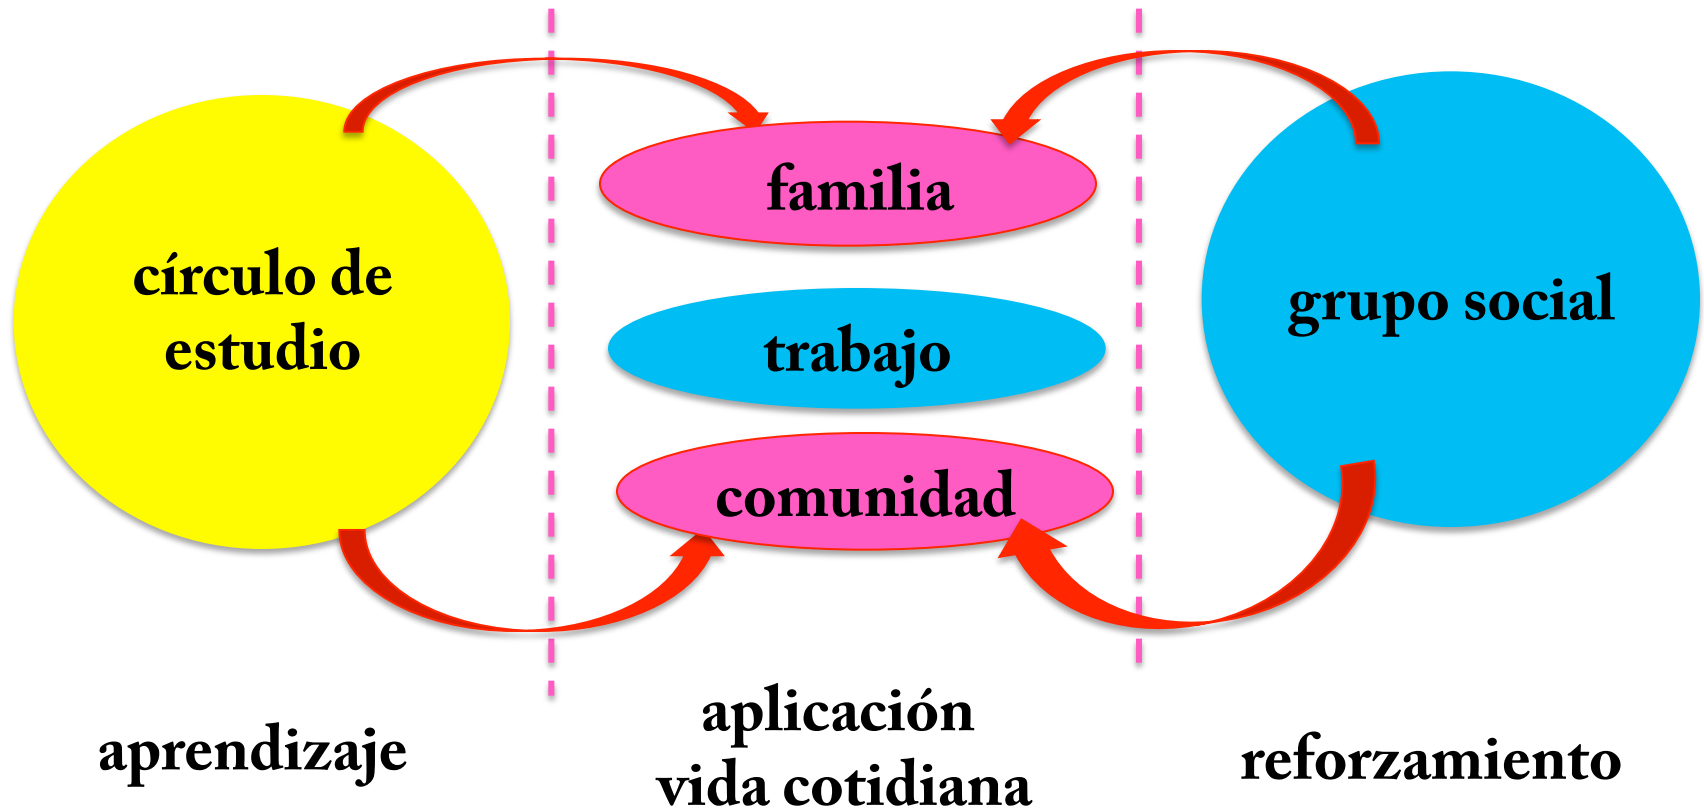 círculo de
estudio
familia
trabajo
comunidad
grupo social
aprendizaje
aplicación
vida cotidiana
reforzamiento